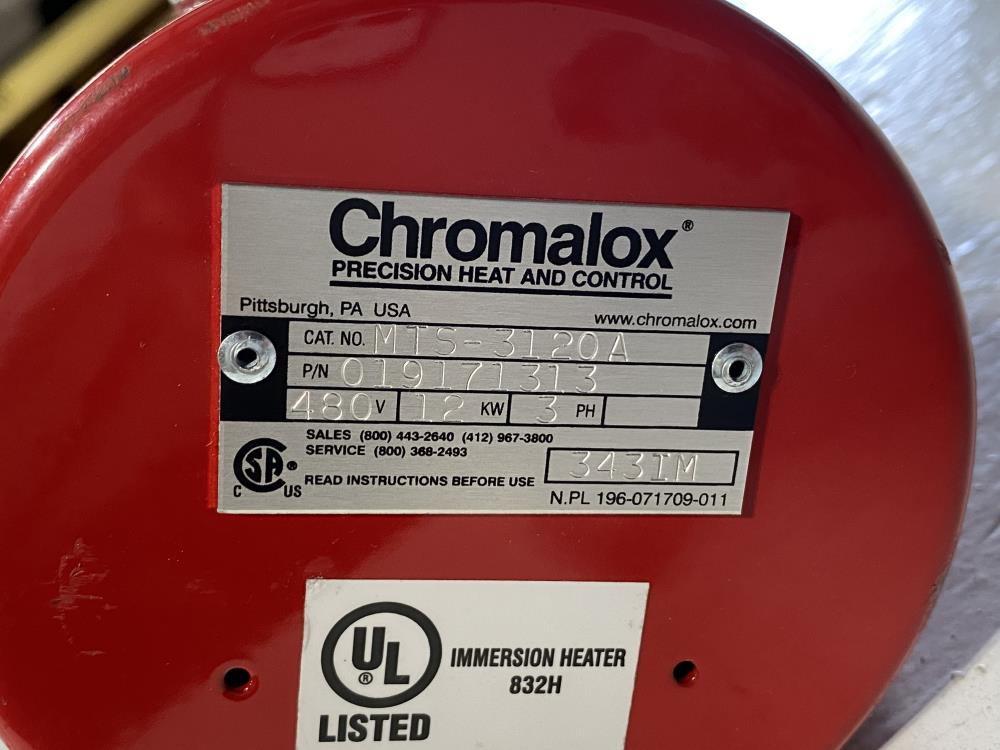 Chromalox®
PRECISION HEAT AND CONTROL
Pittsburgh, PA USA
www.chromalox.com
CAT. NO. MTS-3120A
P/N 019171313
480 V 12 KW 3 PH
SALES (800) 443-2640 (412) 967-3800
SERVICE (800) 368-2493
343IM
CSA®
C US
READ INSTRUCTIONS BEFORE USE
N.PL 196-071709-011
UL®
IMMERSION HEATER
832H
LISTED